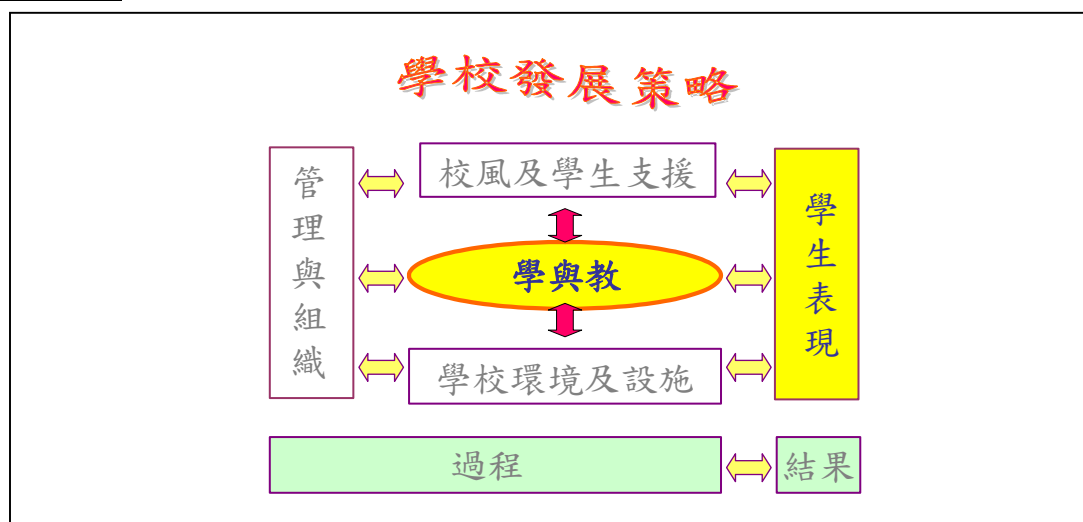 學校發展策略
管理與組織
校風及學生支援
學與教
學校環境及設施
學生表現
過程
結果